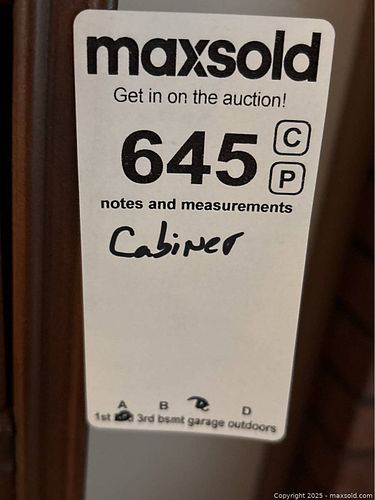 maxsold
Get in on the auction!
645 C
P
notes and measurements
Cabiner
A B D
1st 3rd bsmt garage outdoors
Copyright 2025 - maxsold.com